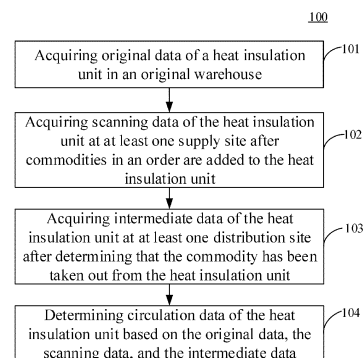 100
Acquiring original data of a heat insulation
unit in an original warehouse
101
Acquiring scanning data of the heat insulation
unit at at least one supply site after
commodities in an order are added to the heat
insulation unit
102
Acquiring intermediate data of the heat
insulation unit at at least one distribution site
after determining that the commodity has been
taken out from the heat insulation unit
103
Determining circulation data of the heat
insulation unit based on the original data, the
scanning data, and the intermediate data
104